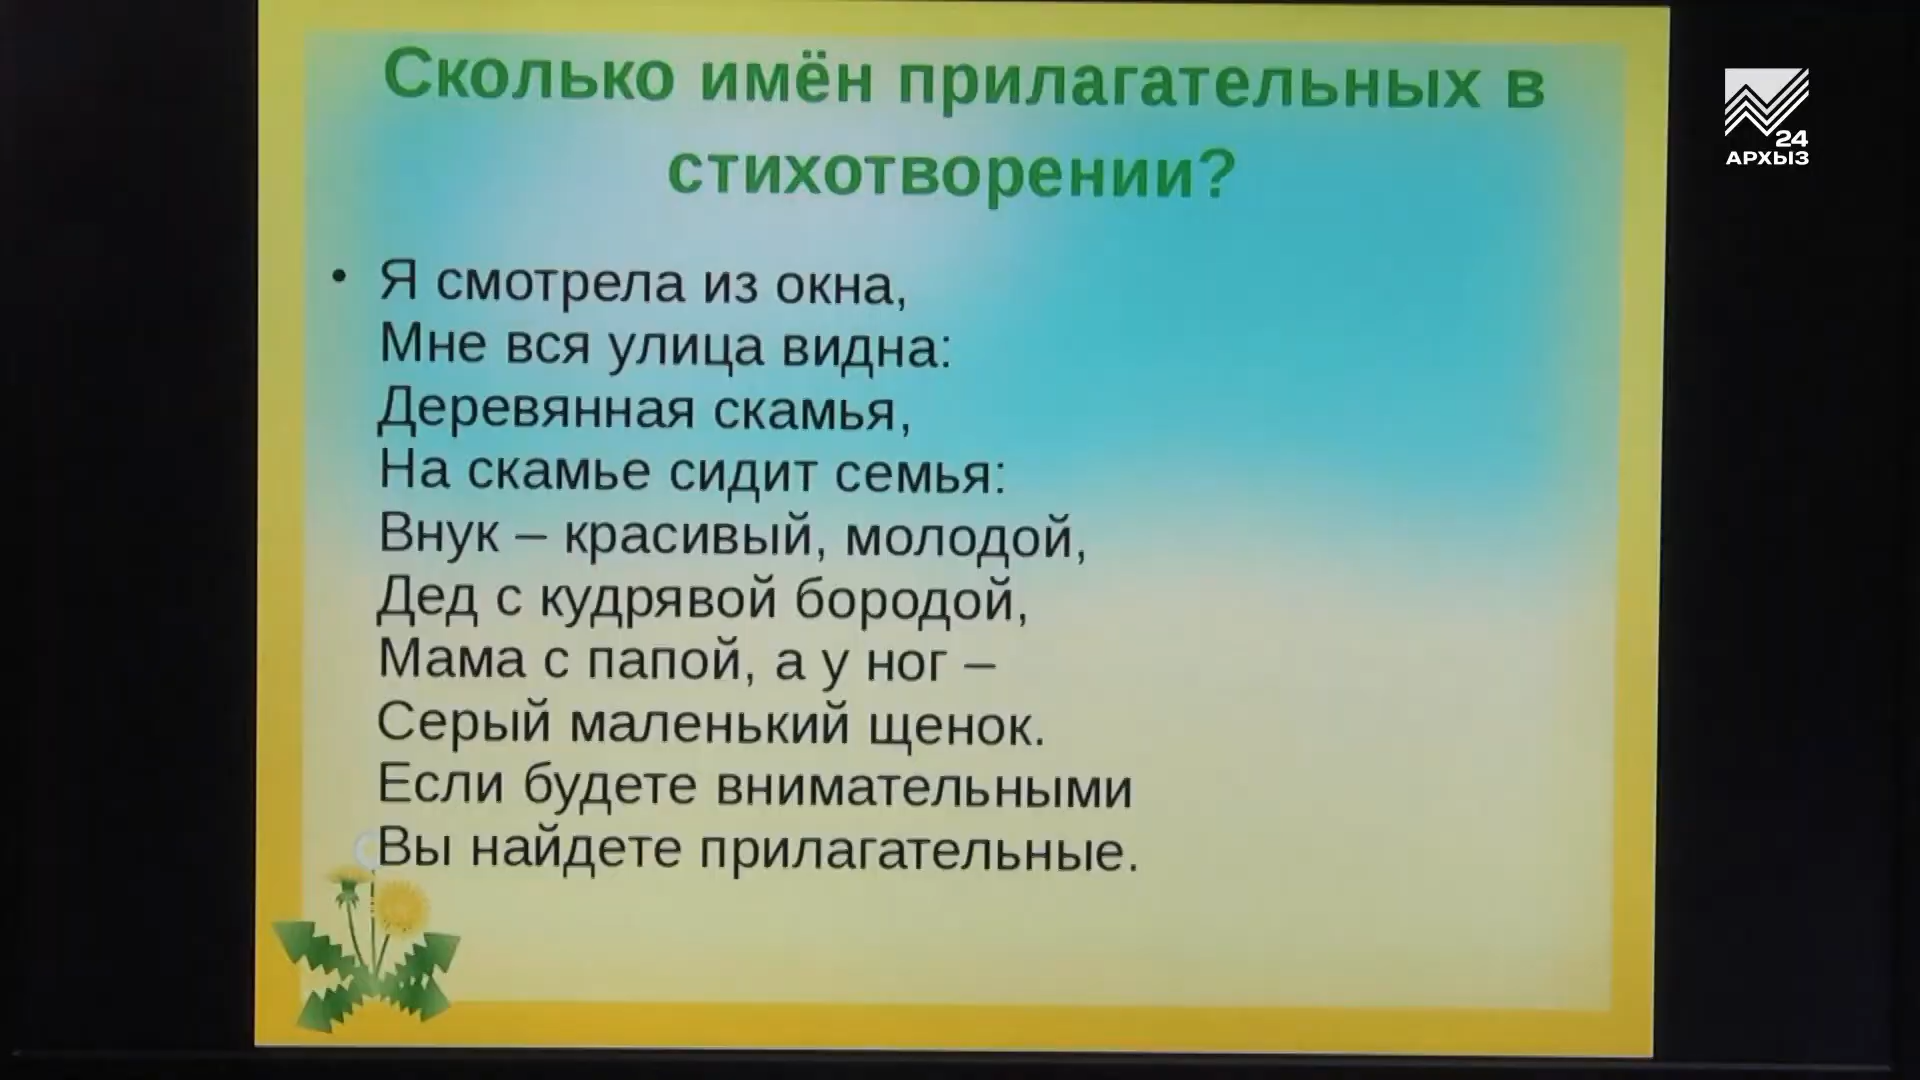 Сколько имён прилагательных в
стихотворении?
• Я смотрела из окна,
Мне вся улица видна:
Деревянная скамья,
На скамье сидит семья:
Внук – красивый, молодой,
Дед с кудрявой бородой,
Мама с папой, а у ног –
Серый маленький щенок.
Если будете внимательными
Вы найдете прилагательные.
24
АРХЫЗ